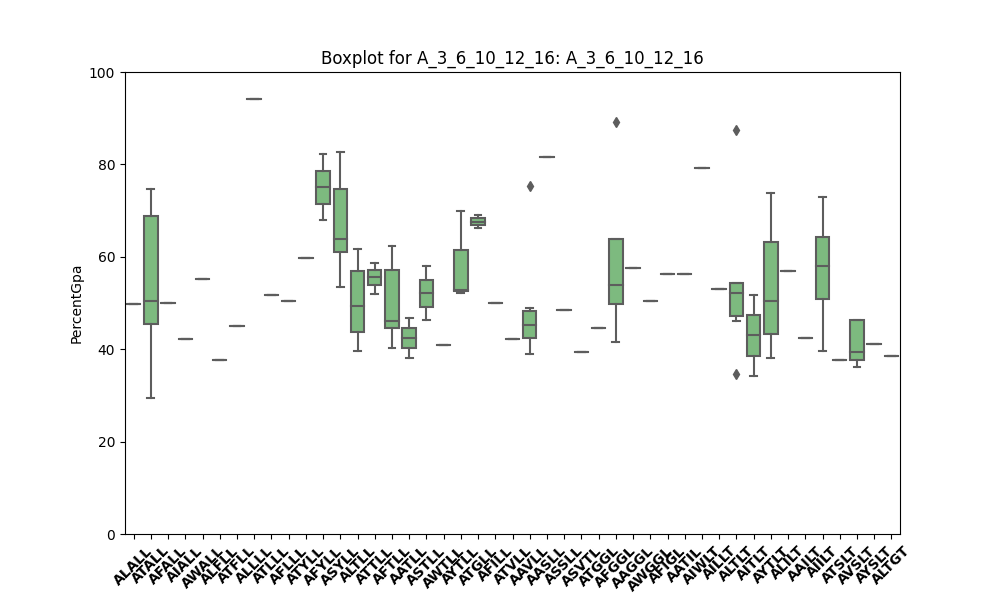 Boxplot for A_3_6_10_12_16: A_3_6_10_12_16
PercentGpa
100
80
60
40
20
0
ALALL
ATALL
AFALL
AIALL
AWALL
ALFLL
ATFLL
ALLLL
ATLLL
AFLLL
ATYLL
AFYLL
ASYLL
ALTLL
ATTLL
AFTLL
AATLL
ASTLL
AWTLL
AYTLL
ATGLL
AFILL
ATVLL
AAVLL
AASLL
ASSLL
ASVTL
ATGGL
AFGGL
AAGGL
AWGGL
AFIGL
AATIL
AIWLT
AILLT
ALTLT
AITLT
AYTLT
ALILT
AAILT
AIILT
ATSLT
AVSLT
AYSLT
ALTGT